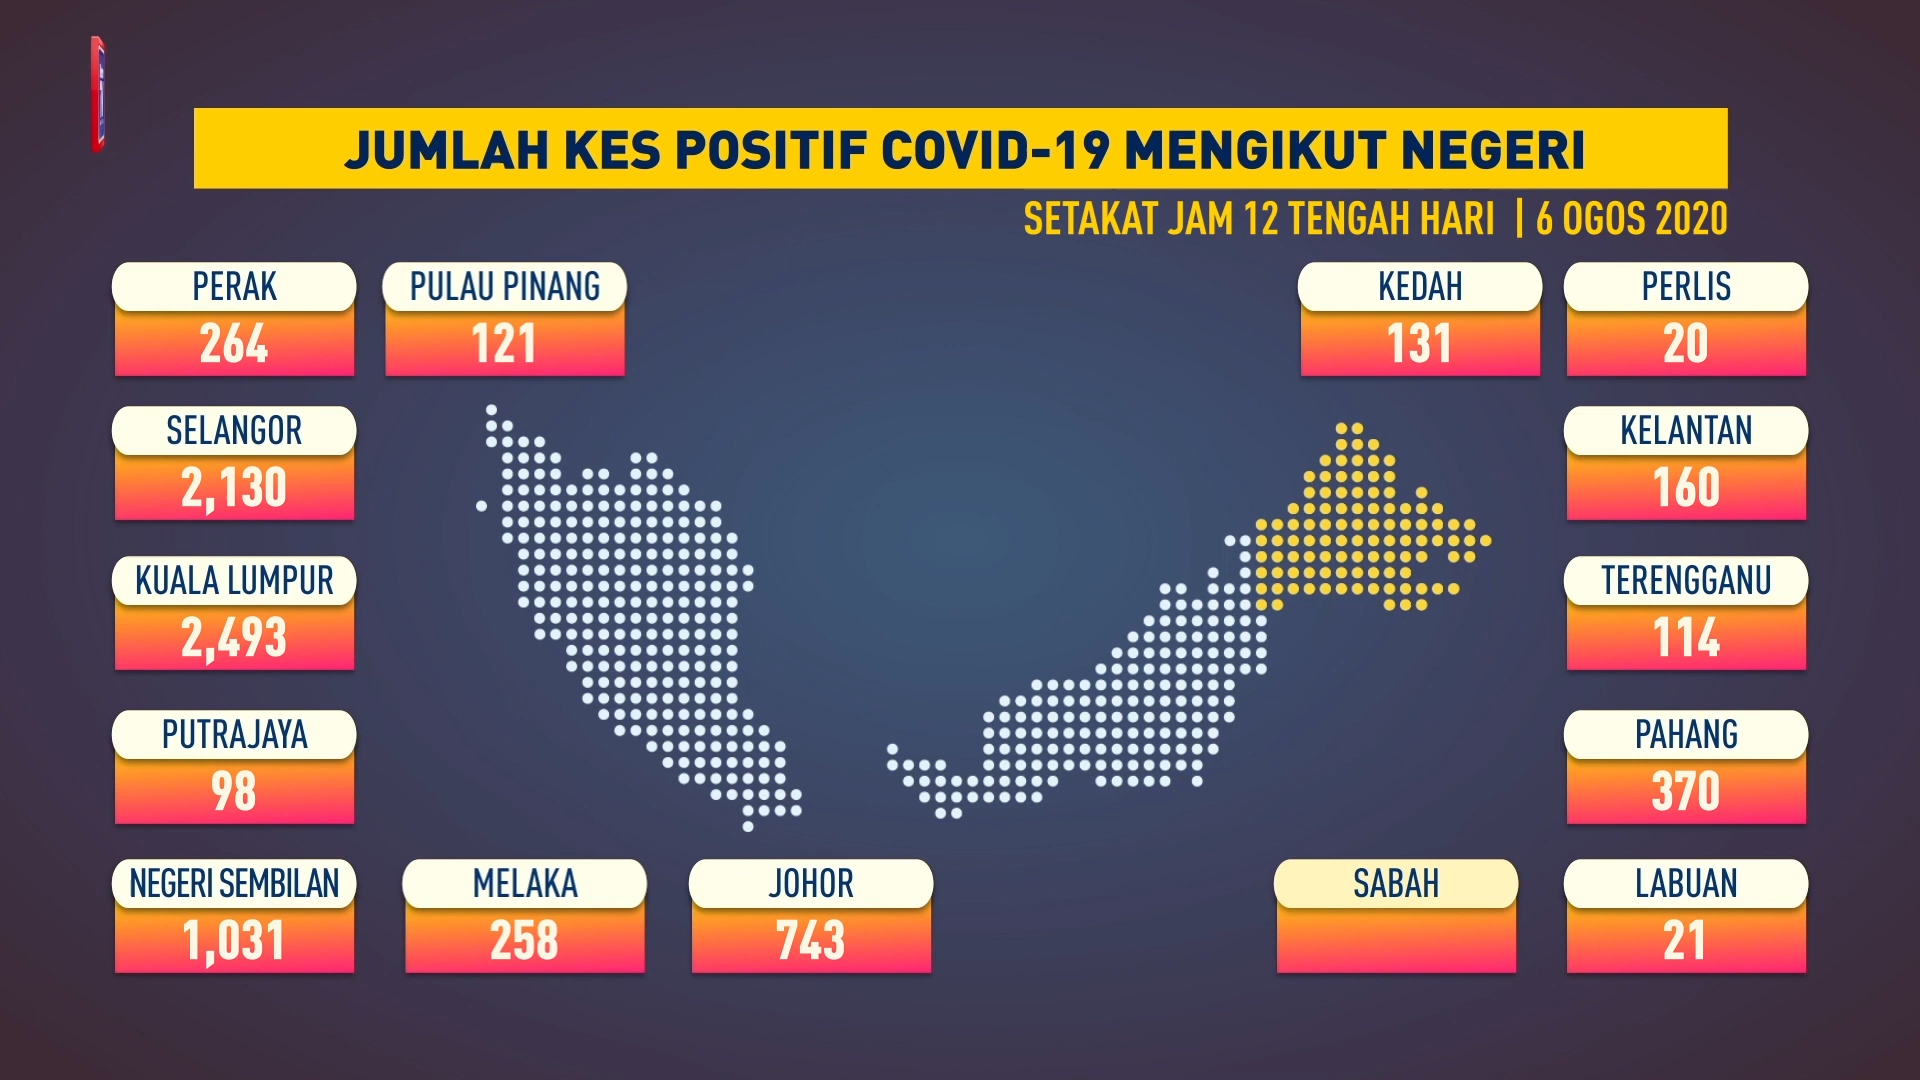 JUMLAH KES POSITIF COVID-19 MENGIKUT NEGERI
SETAKAT JAM 12 TENGAH HARI | 6 OGOS 2020
PERAK
264
PULAU PINANG
121
KEDAH
131
PERLIS
20
SELANGOR
2,130
KELANTAN
160
KUALA LUMPUR
2,493
TERENGGANU
114
PUTRAJAYA
98
PAHANG
370
NEGERI SEMBILAN
1,031
MELAKA
258
JOHOR
743
SABAH
LABUAN
21